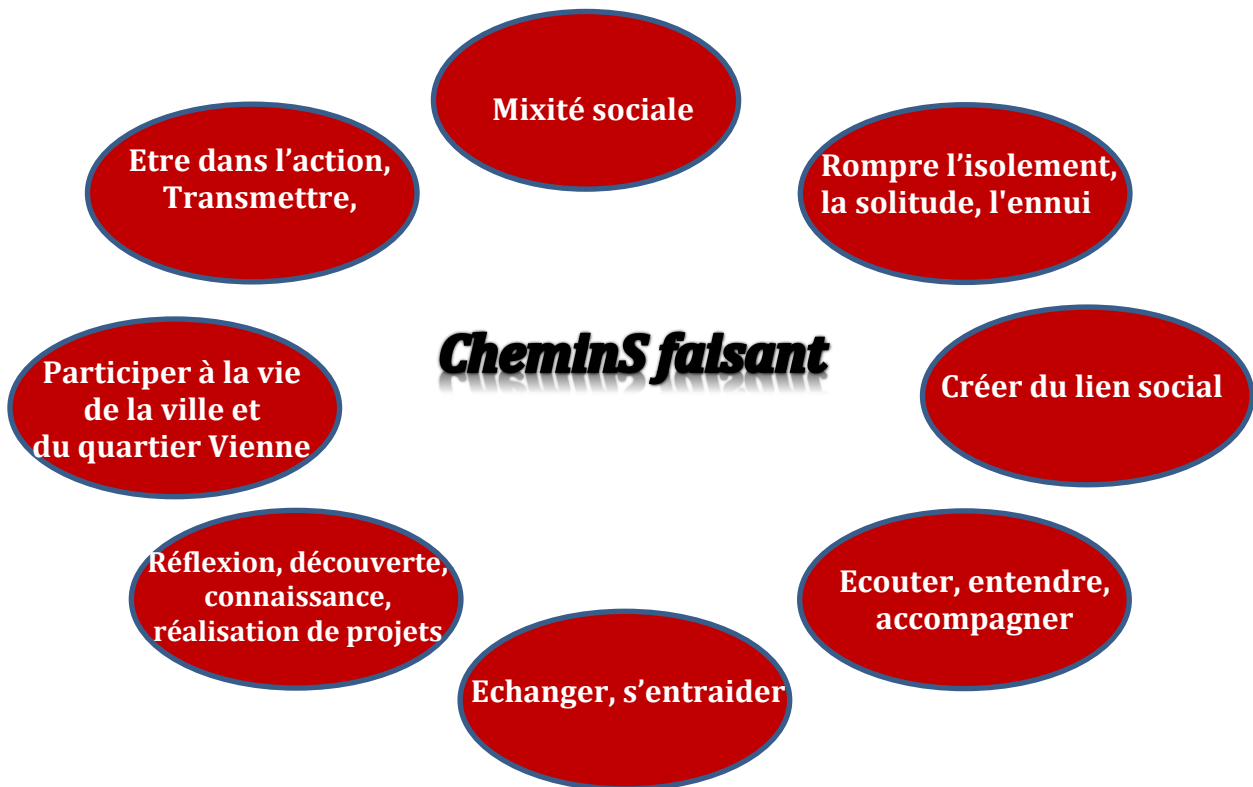 Mixité sociale
Etre dans l’action,
Transmettre,
Rompre l’isolement,
la solitude, l'ennui
CheminS faisant
Participer à la vie
de la ville et
du quartier Vienne
Créer du lien social
Réflexion, découverte,
connaissance,
réalisation de projets
Ecouter, entendre,
accompagner
Echanger, s’entraider